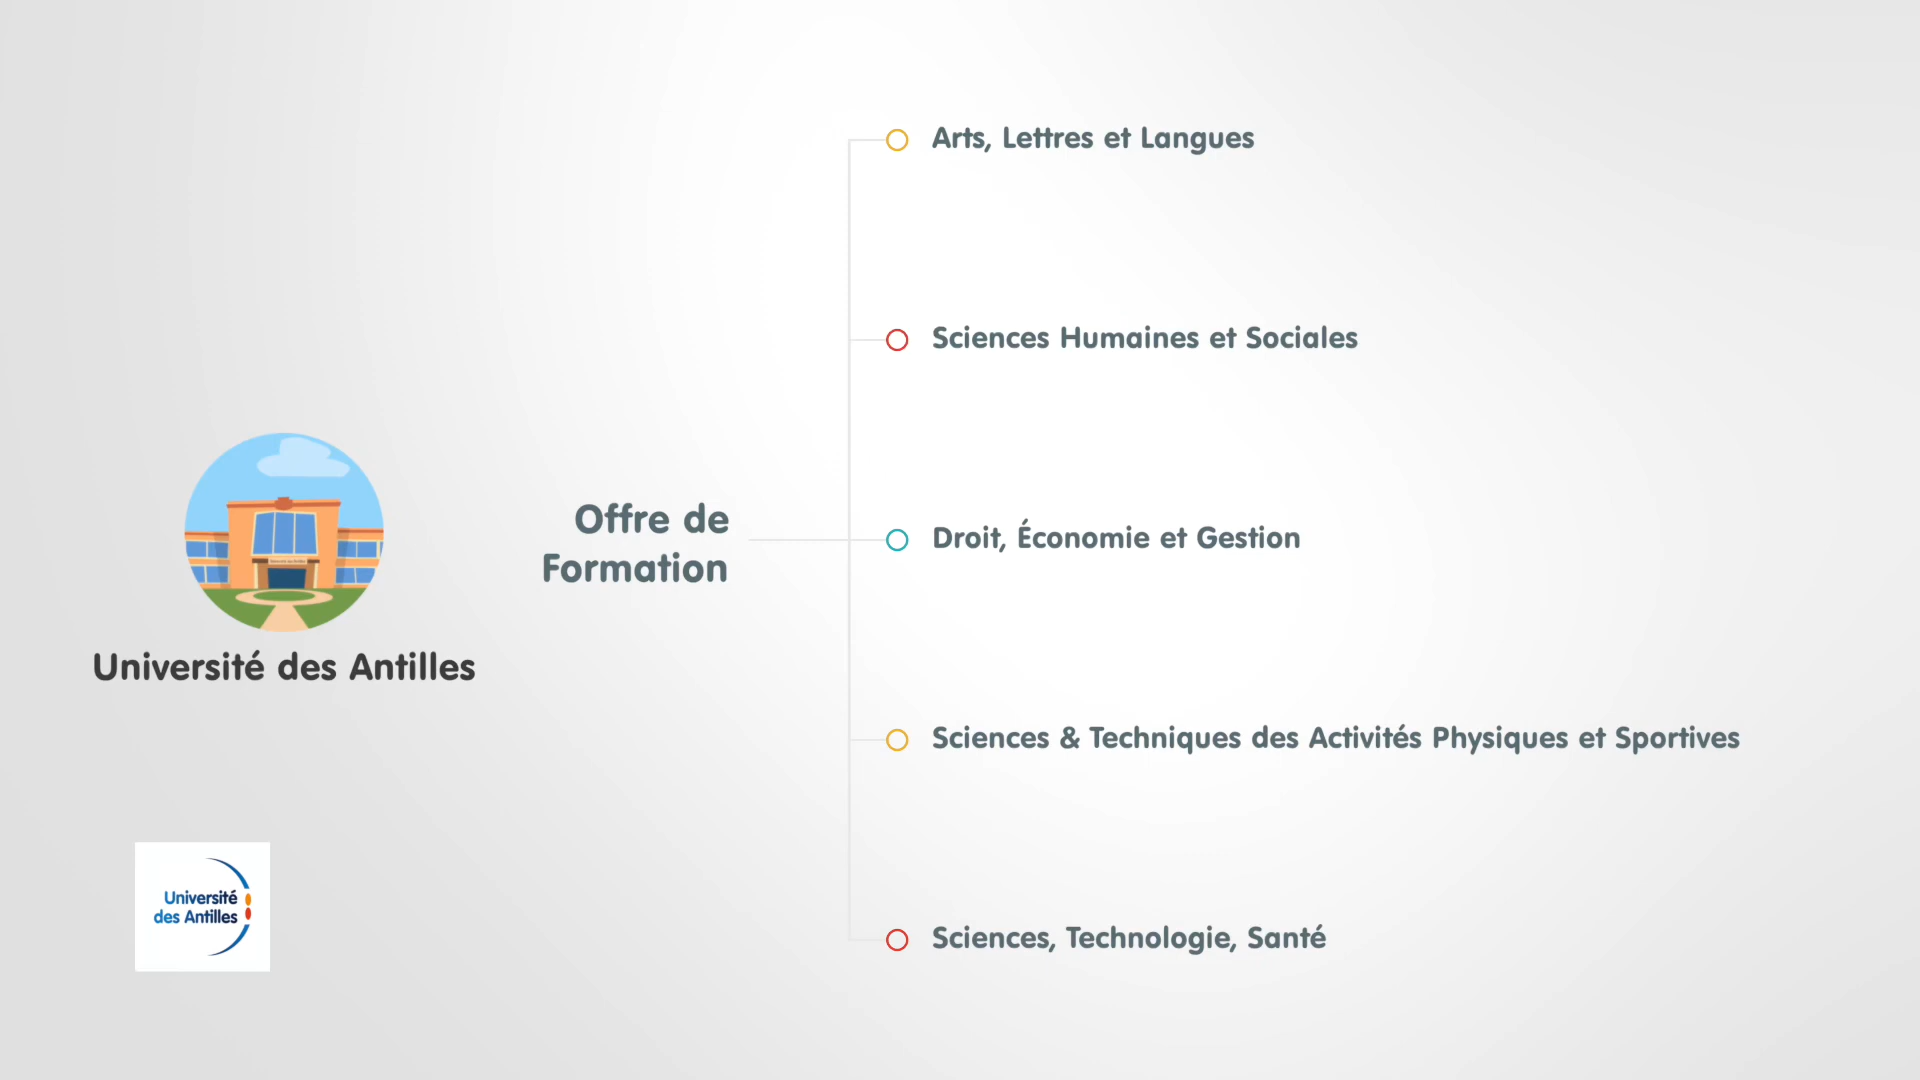 Arts, Lettres et Langues
Sciences Humaines et Sociales
Offre de
Formation
Droit, Économie et Gestion
Université des Antilles
Sciences & Techniques des Activités Physiques et Sportives
Université
des Antilles
Sciences, Technologie, Santé